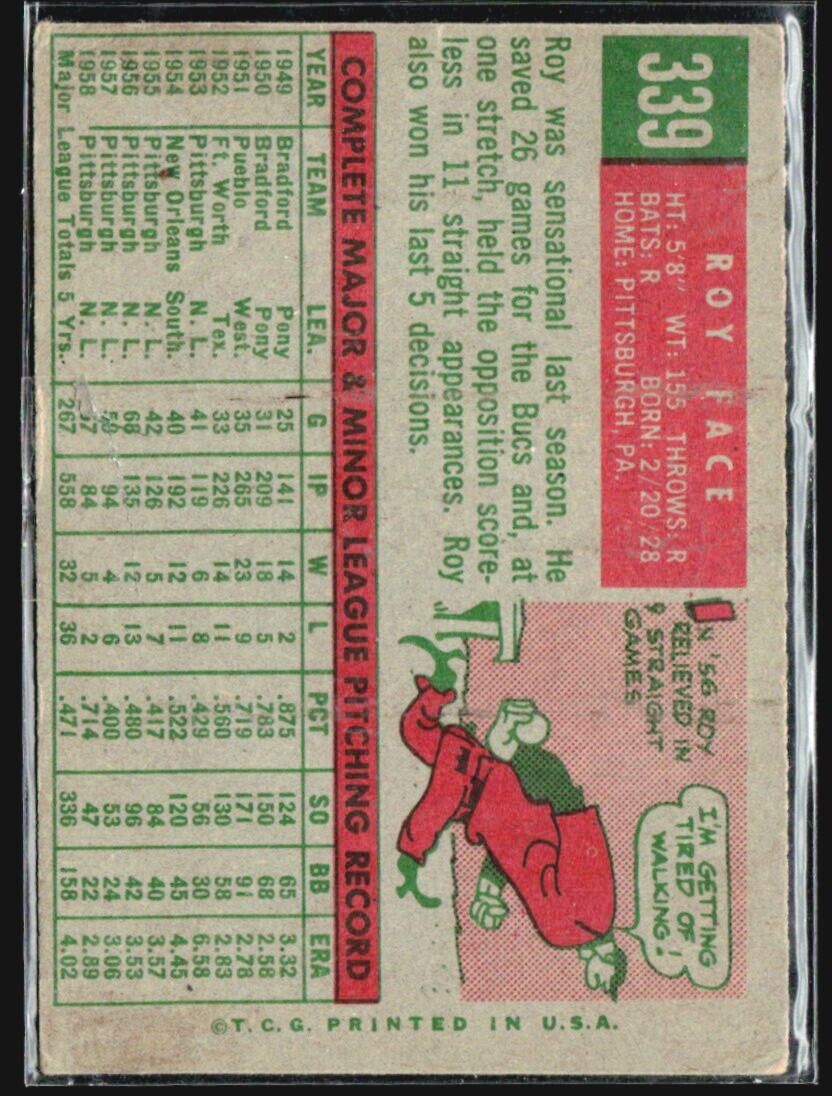 339
ROY FACE
HT: 5'8" WT: 155 THROWS: R
BATS: R BORN: 2/20/28
HOME: PITTSBURGH, PA.
Roy was sensational last season. He
saved 26 games for the Bucs and, at
one stretch, held the opposition score-
less in 11 straight appearances. Roy
also won his last 5 decisions.
'56 ROY
RELIEVED IN
9 STRAIGHT
GAMES
I'M GETTING
TIRED OF
WALKING!
COMPLETE MAJOR & MINOR LEAGUE PITCHING RECORD
YEAR TEAM LEA. G IP W L PCT SO BB ERA
1949 Bradford Pony 25 141 14 2 .875 124 65 3.32
1950 Bradford Pony 31 209 18 5 .783 150 68 2.58
1951 Pueblo West. 35 265 23 9 .719 171 91 2.78
1952 Ft. Worth Tex. 33 226 14 11 .560 130 58 2.83
1953 Pittsburgh N. L. 41 119 6 8 .429 56 30 6.58
1954 New Orleans South. 40 192 12 11 .522 120 45 4.45
1955 Pittsburgh N. L. 42 126 5 7 .417 84 40 3.57
1956 Pittsburgh N. L. 68 135 12 13 .480 96 42 3.53
1957 Pittsburgh N. L. 94 4 6 .400 53 24 3.06
1958 Pittsburgh N. L. 84 5 2 .714 47 22 2.89
Major League Totals 5 Yrs. 267 558 32 36 .471 336 158 4.02
©T. C. G. PRINTED IN U.S.A.